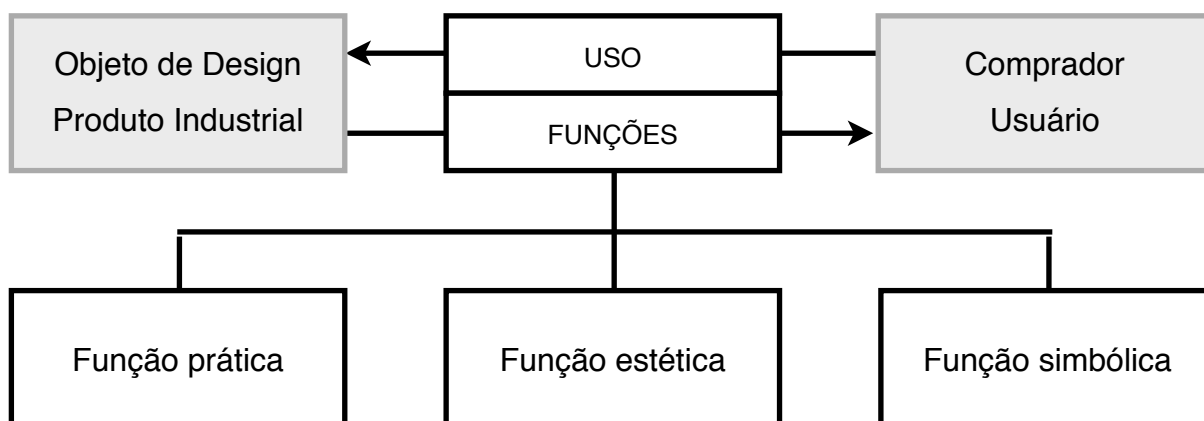 Objeto de Design
Produto Industrial
USO
FUNÇÕES
Comprador
Usuário
Função prática
Função estética
Função simbólica